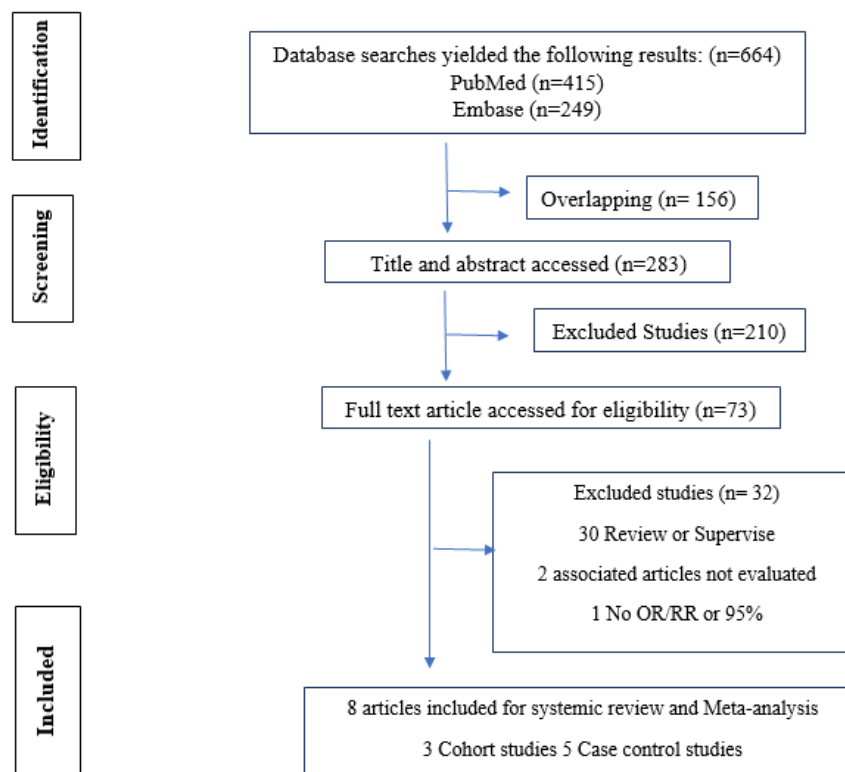 Identification
Database searches yielded the following results: (n=664)
PubMed (n=415)
Embase (n=249)
Overlapping (n= 156)
Screening
Title and abstract accessed (n=283)
Excluded Studies (n=210)
Eligibility
Full text article accessed for eligibility (n=73)
Excluded studies (n= 32)
30 Review or Supervise
2 associated articles not evaluated
1 No OR/RR or 95%
Included
8 articles included for systemic review and Meta-analysis
3 Cohort studies 5 Case control studies